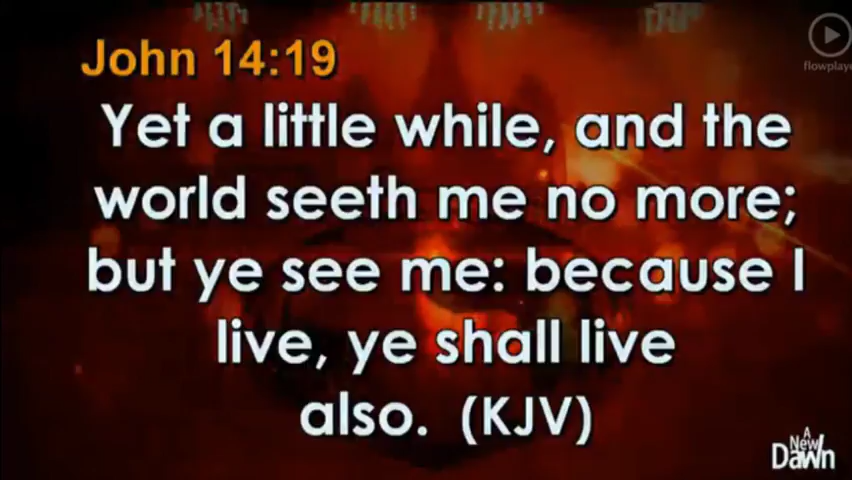 John 14:19
flowplaye
Yet a little while, and the
world seeth me no more;
but ye see me: because I
live, ye shall live
also. (KJV)
A
New
Dawn